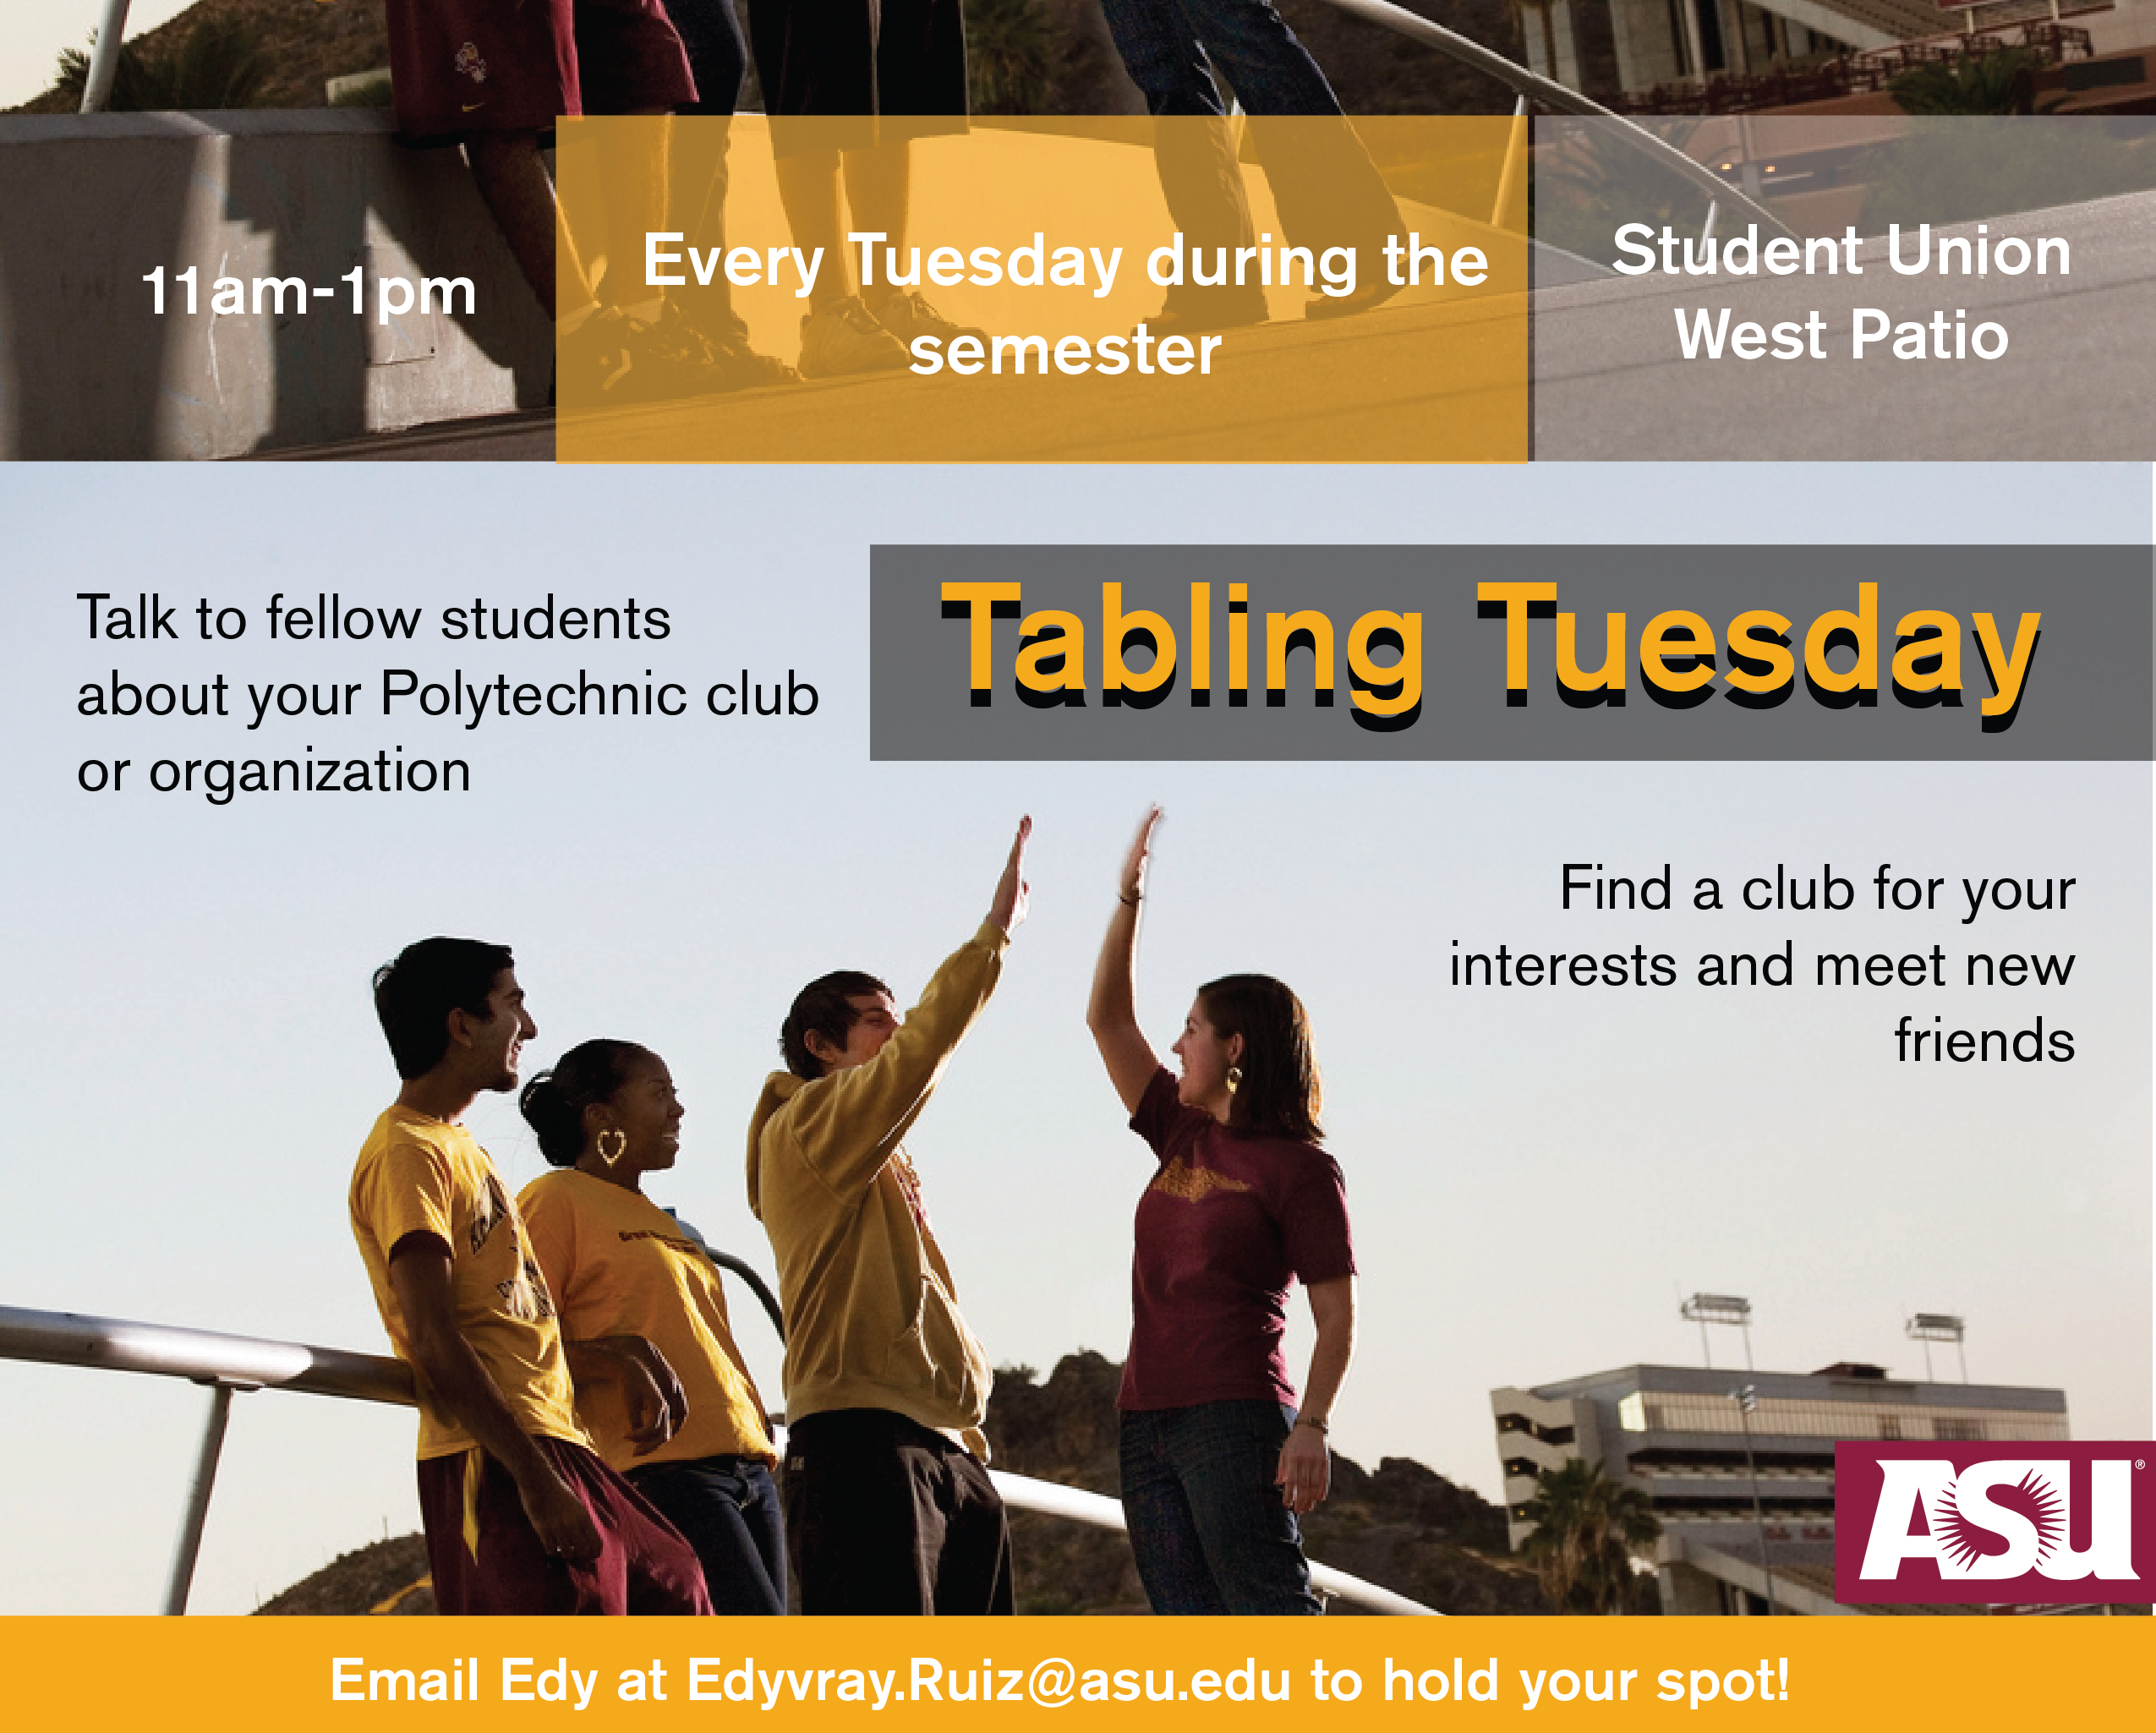 11am-1pm
Every Tuesday during the
semester
Student Union
West Patio
Tabling Tuesday
Talk to fellow students
about your Polytechnic club
or organization
Find a club for your
interests and meet new
friends
ASU®
Email Edy at Edyvray.Ruiz@asu.edu to hold your spot!